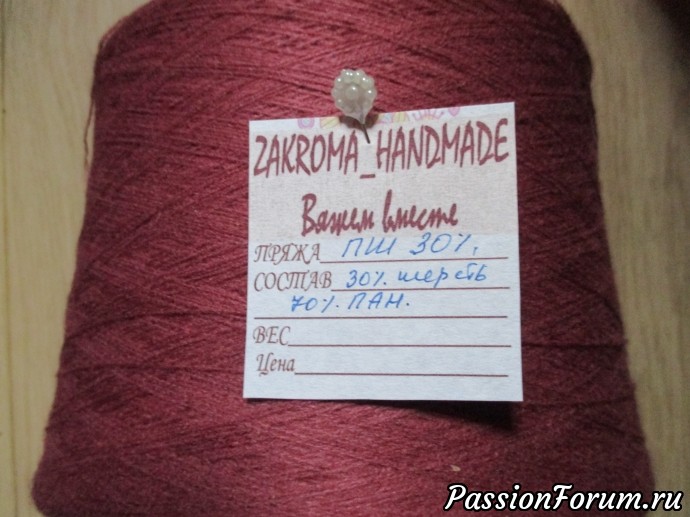 ZAKROMA_HANDMADE
Вяжем вместе
ПРЯЖА ПШ 30%.
СОСТАВ 30%. шерсть
70%. ПАН.
ВЕС
Цена
PassionForum.ru